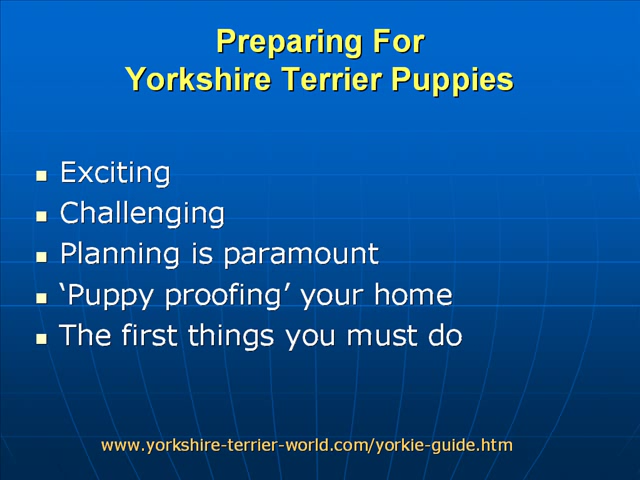 Preparing For
Yorkshire Terrier Puppies
Exciting
Challenging
Planning is paramount
‘Puppy proofing’ your home
The first things you must do
www.yorkshire-terrier-world.com/yorkie-guide.htm